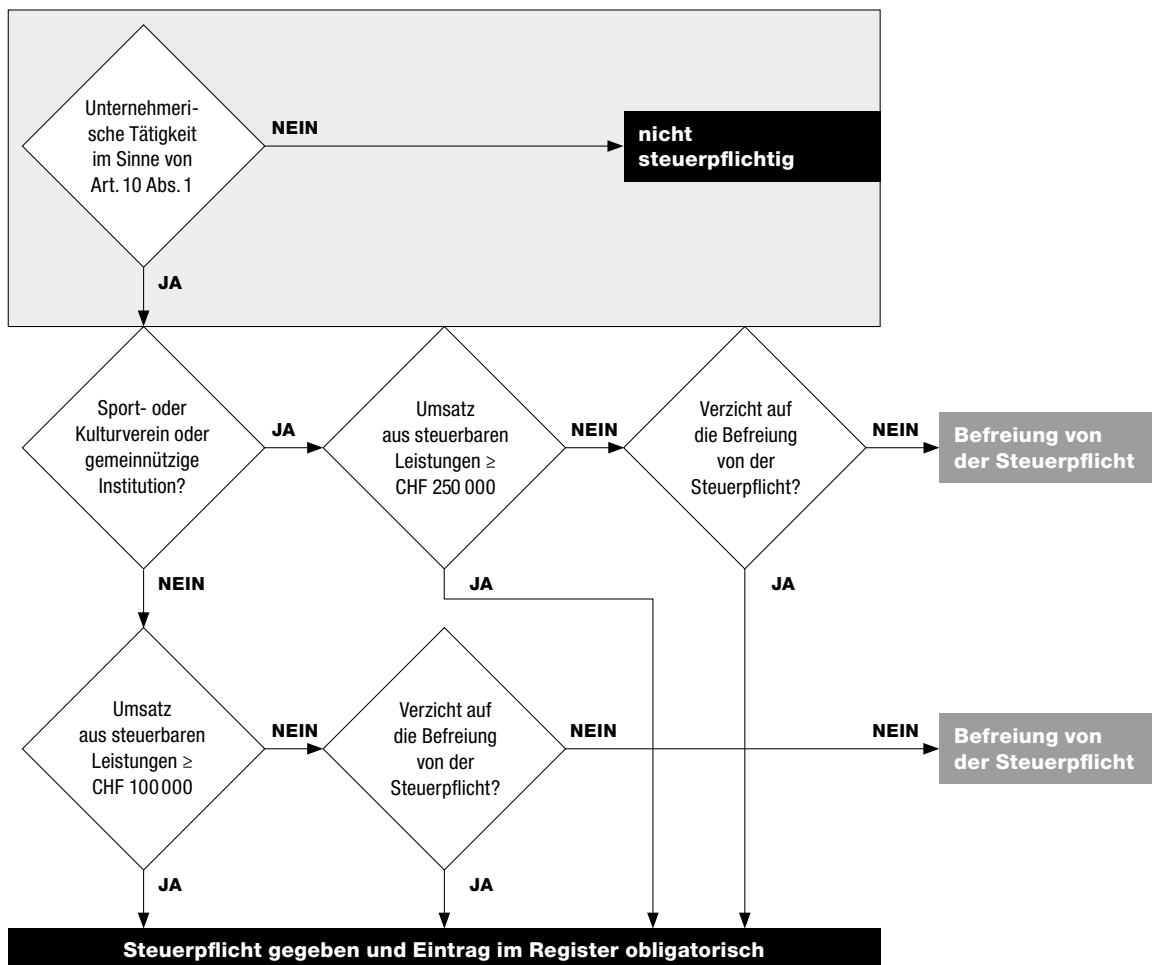 Unternehmeri-
sche Tätigkeit
im Sinne von
Art. 10 Abs. 1
NEIN
nicht
steuerpflichtig
JA
Sport- oder
Kulturverein oder
gemeinnützige
Institution?
JA
Umsatz
aus steuerbaren
Leistungen ≥
CHF 250 000
NEIN
Verzicht auf
die Befreiung
von der
Steuerpflicht?
NEIN
Befreiung von
der Steuerpflicht
NEIN
JA
JA
Umsatz
aus steuerbaren
Leistungen ≥
CHF 100 000
NEIN
Verzicht auf
die Befreiung
von der
Steuerpflicht?
NEIN
NEIN
Befreiung von
der Steuerpflicht
JA
JA
Steuerpflicht gegeben und Eintrag im Register obligatorisch